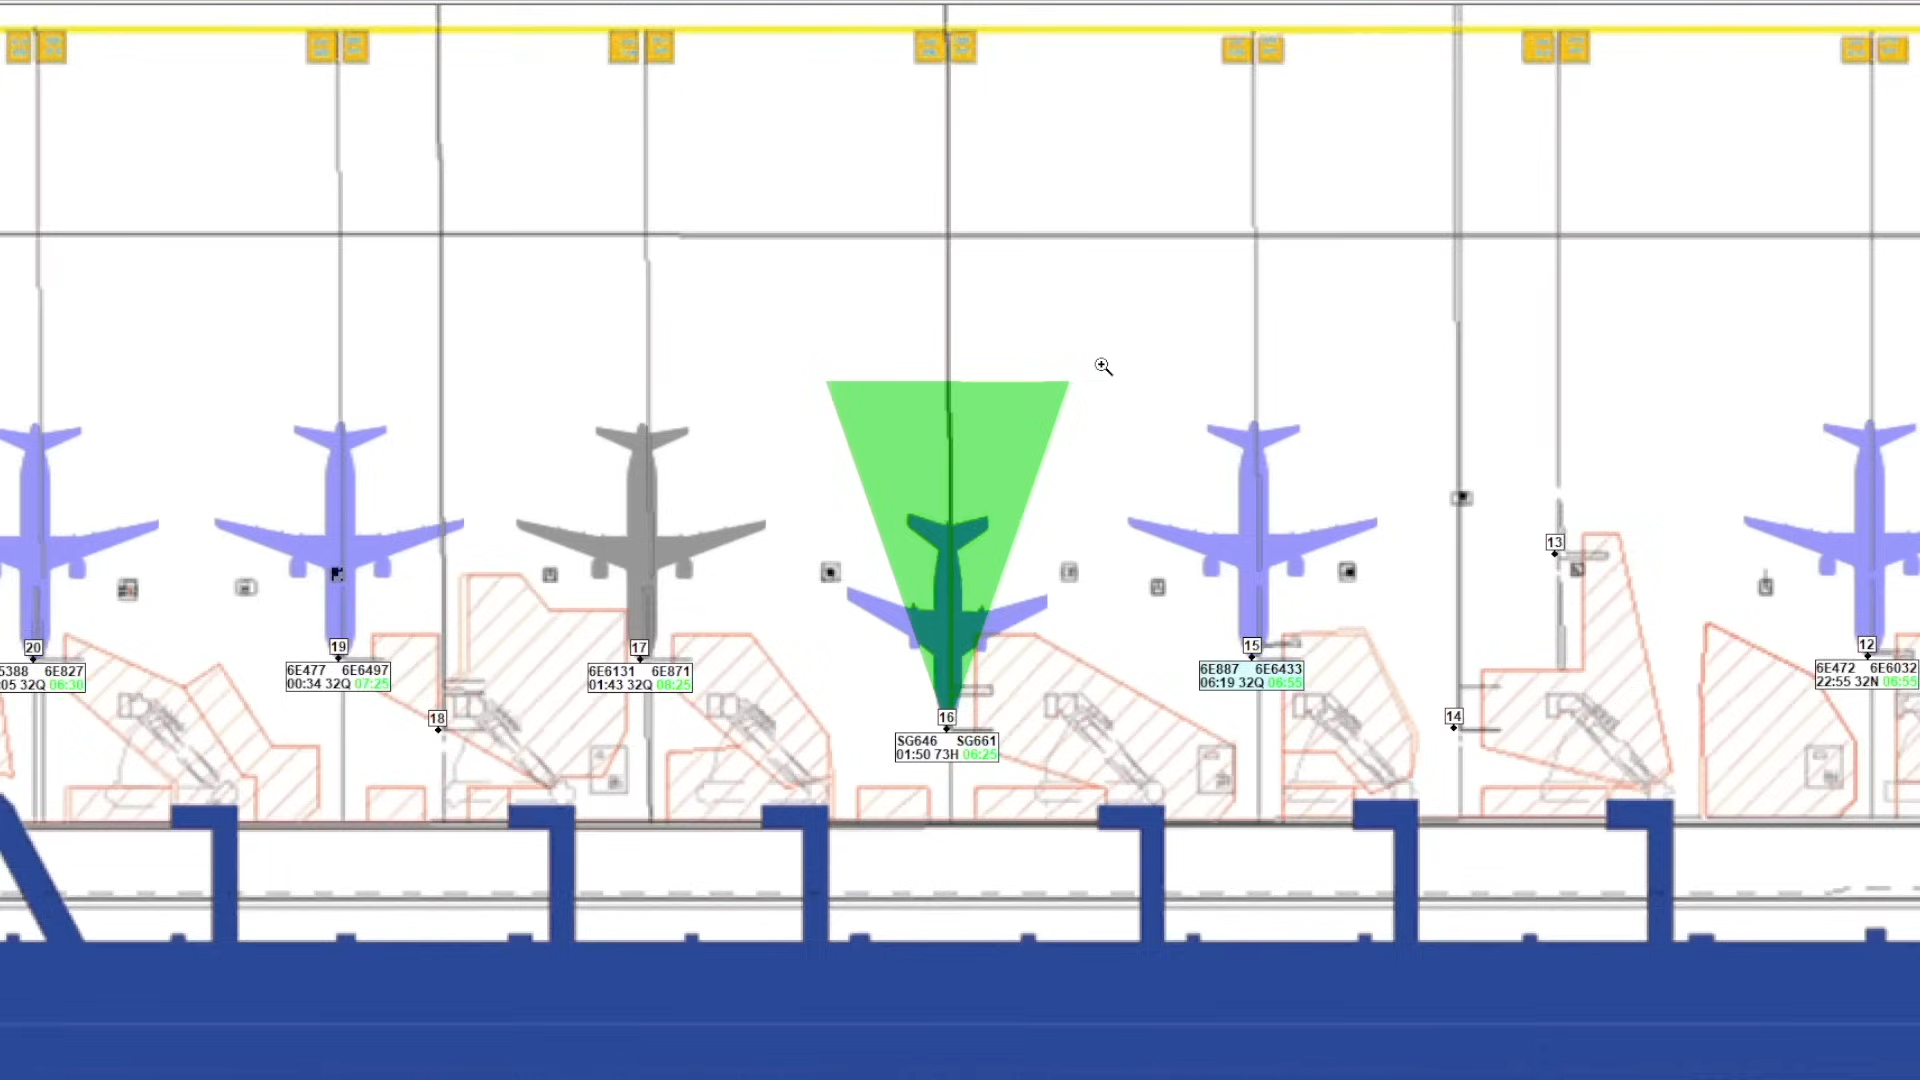 13
20
19
17
15
12
5388 6E827
:05 32Q 06:30
6E477 6E6497
00:34 32Q 07:25
6E6131 6E871
01:43 32Q 08:25
6E887 6E6433
06:19 32Q 06:55
6E472 6E6032
22:55 32N 06:55
18
16
14
SG646 SG661
01:50 73H 06:25